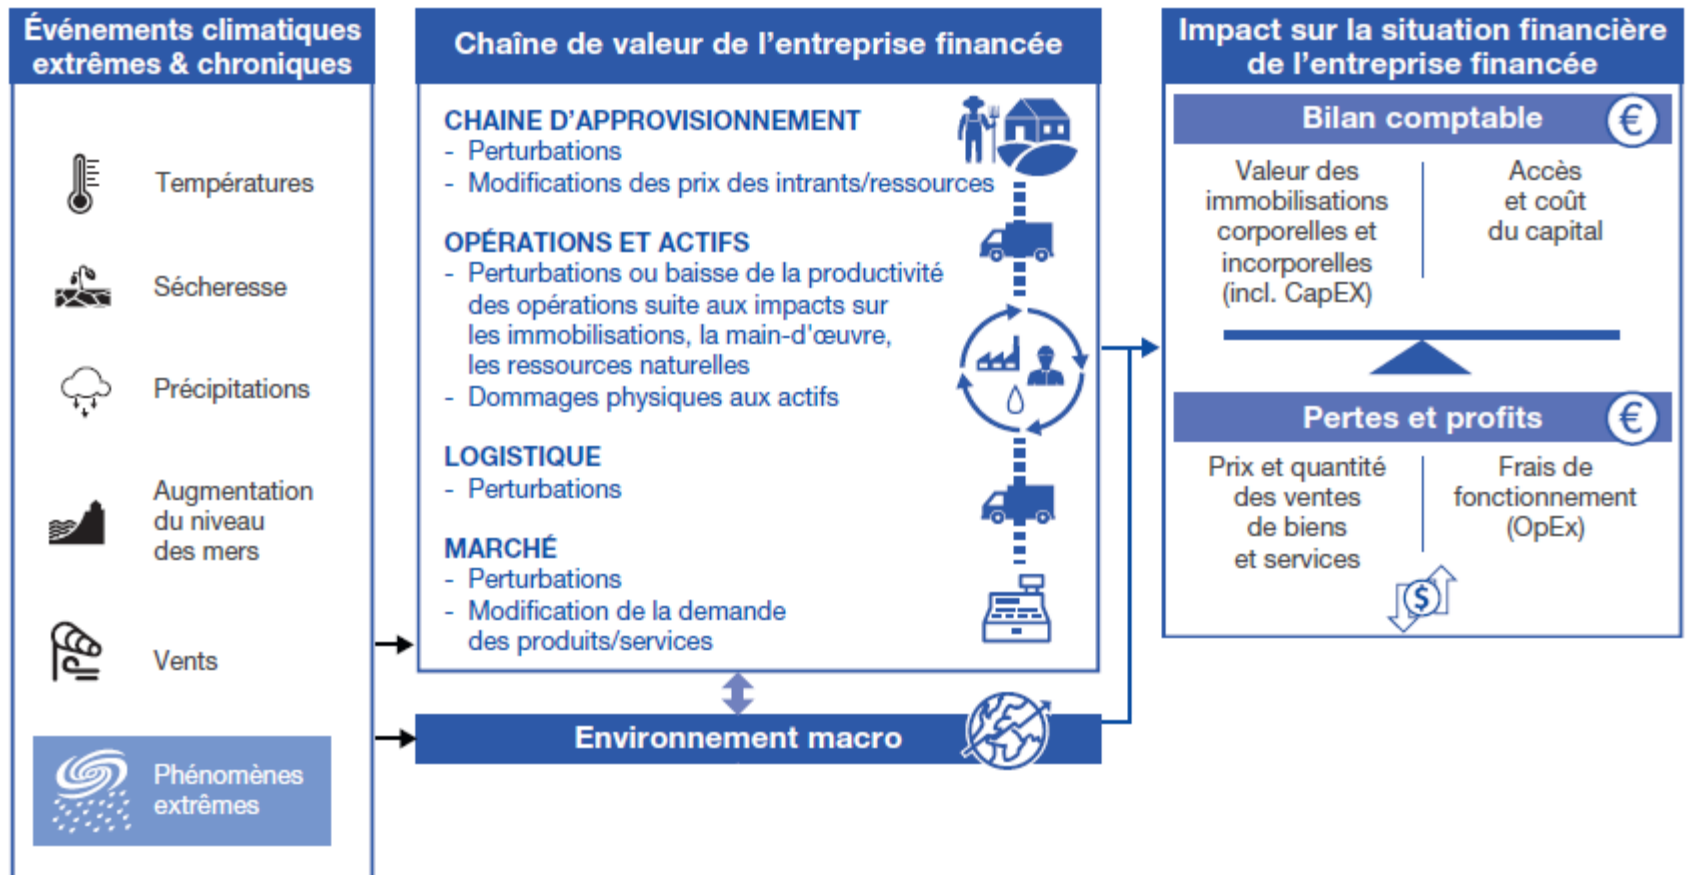 Événements climatiques
extrêmes & chroniques
Températures
Sécheresse
Précipitations
Augmentation
du niveau
des mers
Vents
Phénomènes
extrêmes
Chaîne de valeur de l'entreprise financée
CHAINE D'APPROVISIONNEMENT
- Perturbations
- Modifications des prix des intrants/ressources
OPÉRATIONS ET ACTIFS
- Perturbations ou baisse de la productivité
des opérations suite aux impacts sur
les immobilisations, la main-d'œuvre,
les ressources naturelles
- Dommages physiques aux actifs
LOGISTIQUE
- Perturbations
MARCHÉ
- Perturbations
- Modification de la demande
des produits/services
Environnement macro
Impact sur la situation financière
de l'entreprise financée
Bilan comptable €
Valeur des
immobilisations
corporelles et
incorporelles
(incl. CapEX)
Accès
et coût
du capital
Pertes et profits €
Prix et quantité
des ventes
de biens
et services
Frais de
fonctionnement
(OpEx)
$